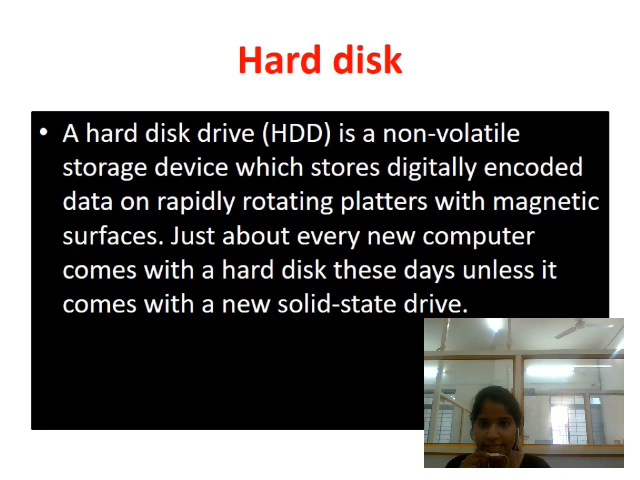 Hard disk
• A hard disk drive (HDD) is a non-volatile
storage device which stores digitally encoded
data on rapidly rotating platters with magnetic
surfaces. Just about every new computer
comes with a hard disk these days unless it
comes with a new solid-state drive.